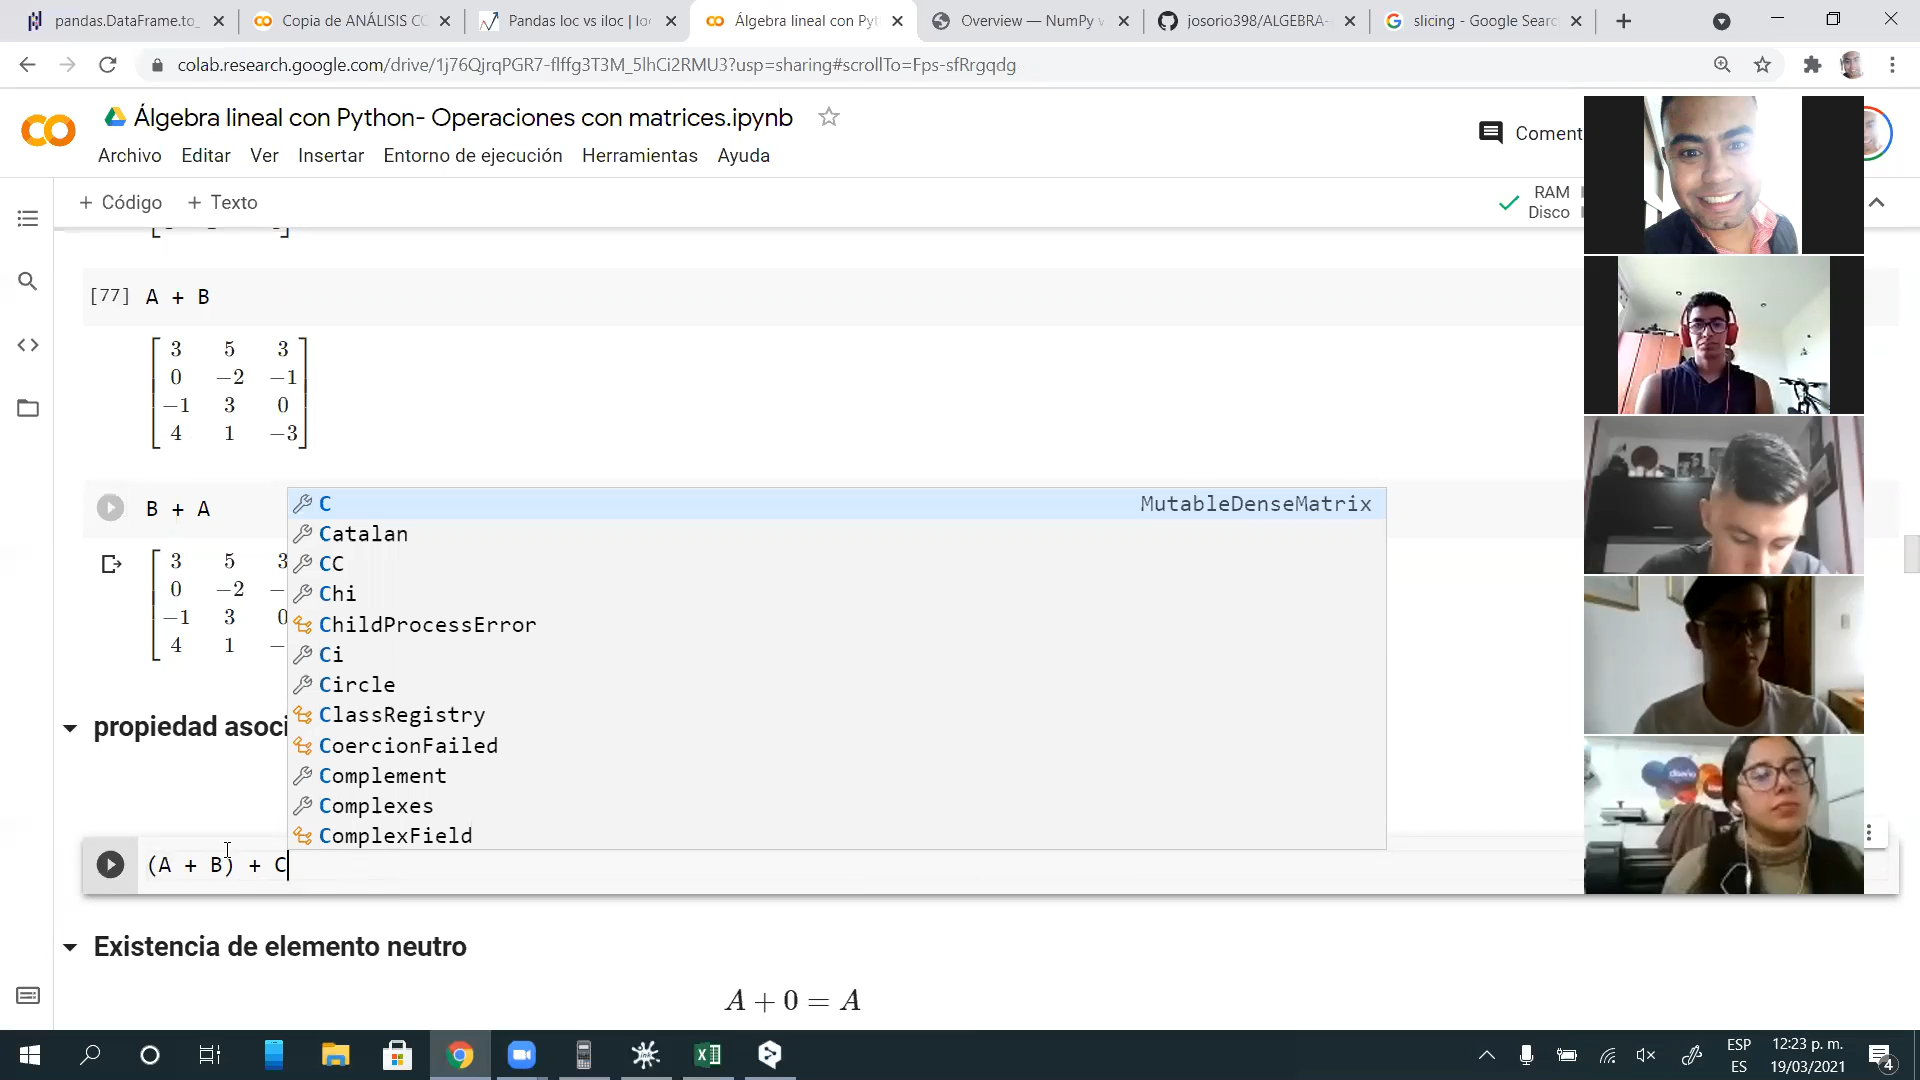 pandas.DataFrame.to_
Copia de ANÁLISIS CO
Pandas loc vs iloc | loc
Álgebra lineal con Pyt
Overview — NumPy v
josorio398/ALGEBRA-
slicing - Google Searc
colab.research.google.com/drive/1j76QjrqPGR7-flffg3T3M_5lhCi2RMU3?usp=sharing#scrollTo=Fps-sfRrgqdg
Álgebra lineal con Python- Operaciones con matrices.ipynb
Archivo Editar Ver Insertar Entorno de ejecución Herramientas Ayuda
Coment
+ Código + Texto
RAM
Disco
[77] A + B
3 5 3
0 −2 −1
−1 3 0
4 1 −3
B + A
3 5 3
0 −2 −
−1 3 0
4 1 −
C MutableDenseMatrix
Catalan
CC
Chi
ChildProcessError
Ci
Circle
ClassRegistry
CoercionFailed
Complement
Complexes
ComplexField
propiedad asoci
(A + B) + C
Existencia de elemento neutro
A + 0 = A
ESP
ES
12:23 p. m.
19/03/2021
4